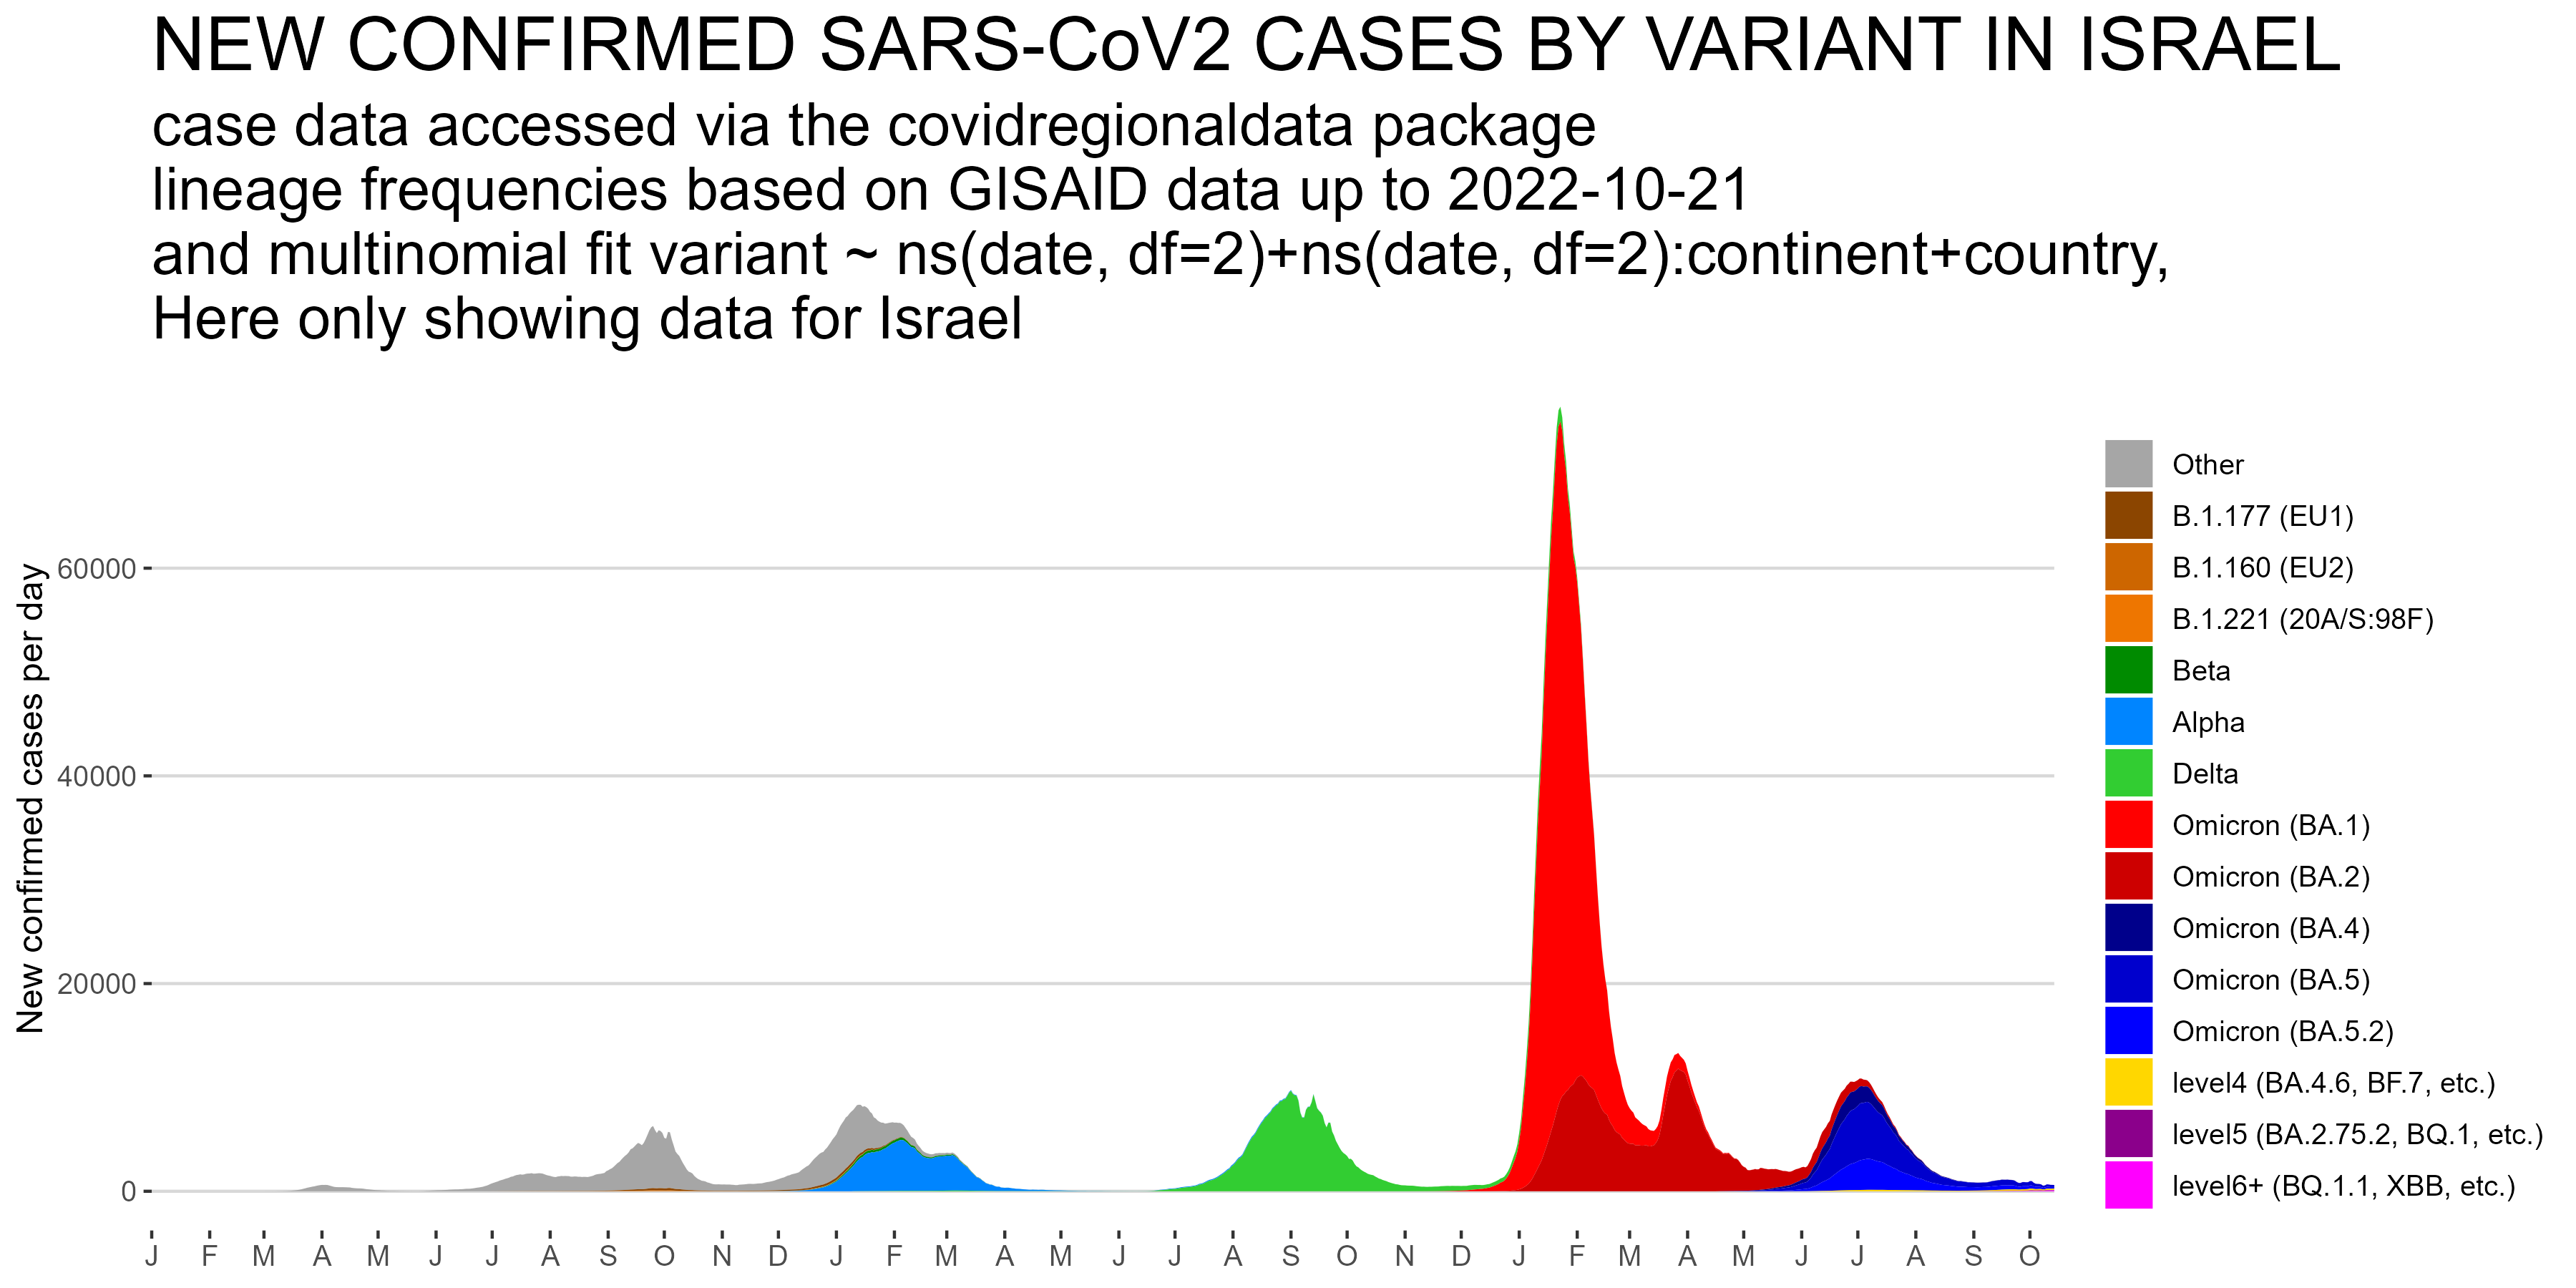 NEW CONFIRMED SARS-CoV2 CASES BY VARIANT IN ISRAEL
case data accessed via the covidregionaldata package
lineage frequencies based on GISAID data up to 2022-10-21
and multinomial fit variant ~ ns(date, df=2)+ns(date, df=2):continent+country,
Here only showing data for Israel
New confirmed cases per day
60000
40000
20000
0
J F M A M J J A S O N D J F M A M J J A S O N D J F M A M J J A S O
Other
B.1.177 (EU1)
B.1.160 (EU2)
B.1.221 (20A/S:98F)
Beta
Alpha
Delta
Omicron (BA.1)
Omicron (BA.2)
Omicron (BA.4)
Omicron (BA.5)
Omicron (BA.5.2)
level4 (BA.4.6, BF.7, etc.)
level5 (BA.2.75.2, BQ.1, etc.)
level6+ (BQ.1.1, XBB, etc.)